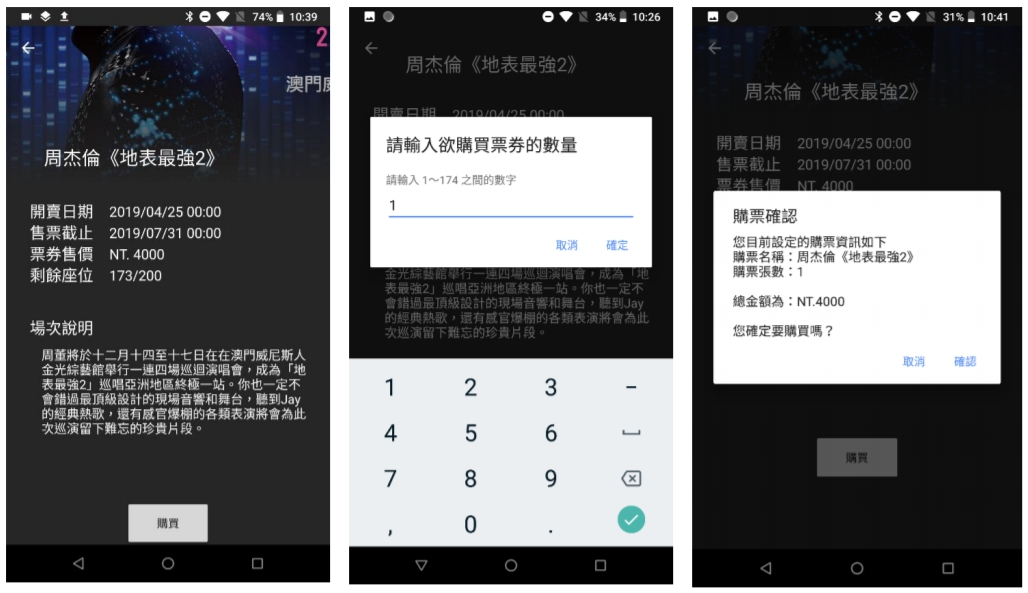 74% 10:39
2
澳門威
周杰倫《地表最強2》
開賣日期 2019/04/25 00:00
售票截止 2019/07/31 00:00
票券售價 NT. 4000
剩餘座位 173/200
場次說明
周董將於十二月十四至十七日在在澳門威尼斯人
金光綜藝館舉行一連四場巡迴演唱會，成為「地
表最強2」巡唱亞洲地區終極一站。你也一定不
會錯過最頂級設計的現場音響和舞台，聽到Jay
的經典熱歌，還有感官爆棚的各類表演將會為此
次巡演留下難忘的珍貴片段。
購買
34% 10:26
周杰倫《地表最強2》
開賣日期 2019/04/25 00:00
請輸入欲購買票券的數量
請輸入 1～174 之間的數字
1
取消 確定
金光綜藝館舉行一連四場巡迴演唱會，成為「地
表最強2」巡唱亞洲地區終極一站。你也一定不
會錯過最頂級設計的現場音響和舞台，聽到Jay
的經典熱歌，還有感官爆棚的各類表演將會為此
次巡演留下難忘的珍貴片段。
1 2 3 −
4 5 6
7 8 9
, 0 .
31% 10:41
周杰倫《地表最強2》
開賣日期 2019/04/25 00:00
售票截止 2019/07/31 00:00
票券售價 NT. 4000
購票確認
您目前設定的購票資訊如下
購票名稱：周杰倫《地表最強2》
購票張數：1
總金額為：NT.4000
您確定要購買嗎？
取消 確認
購買